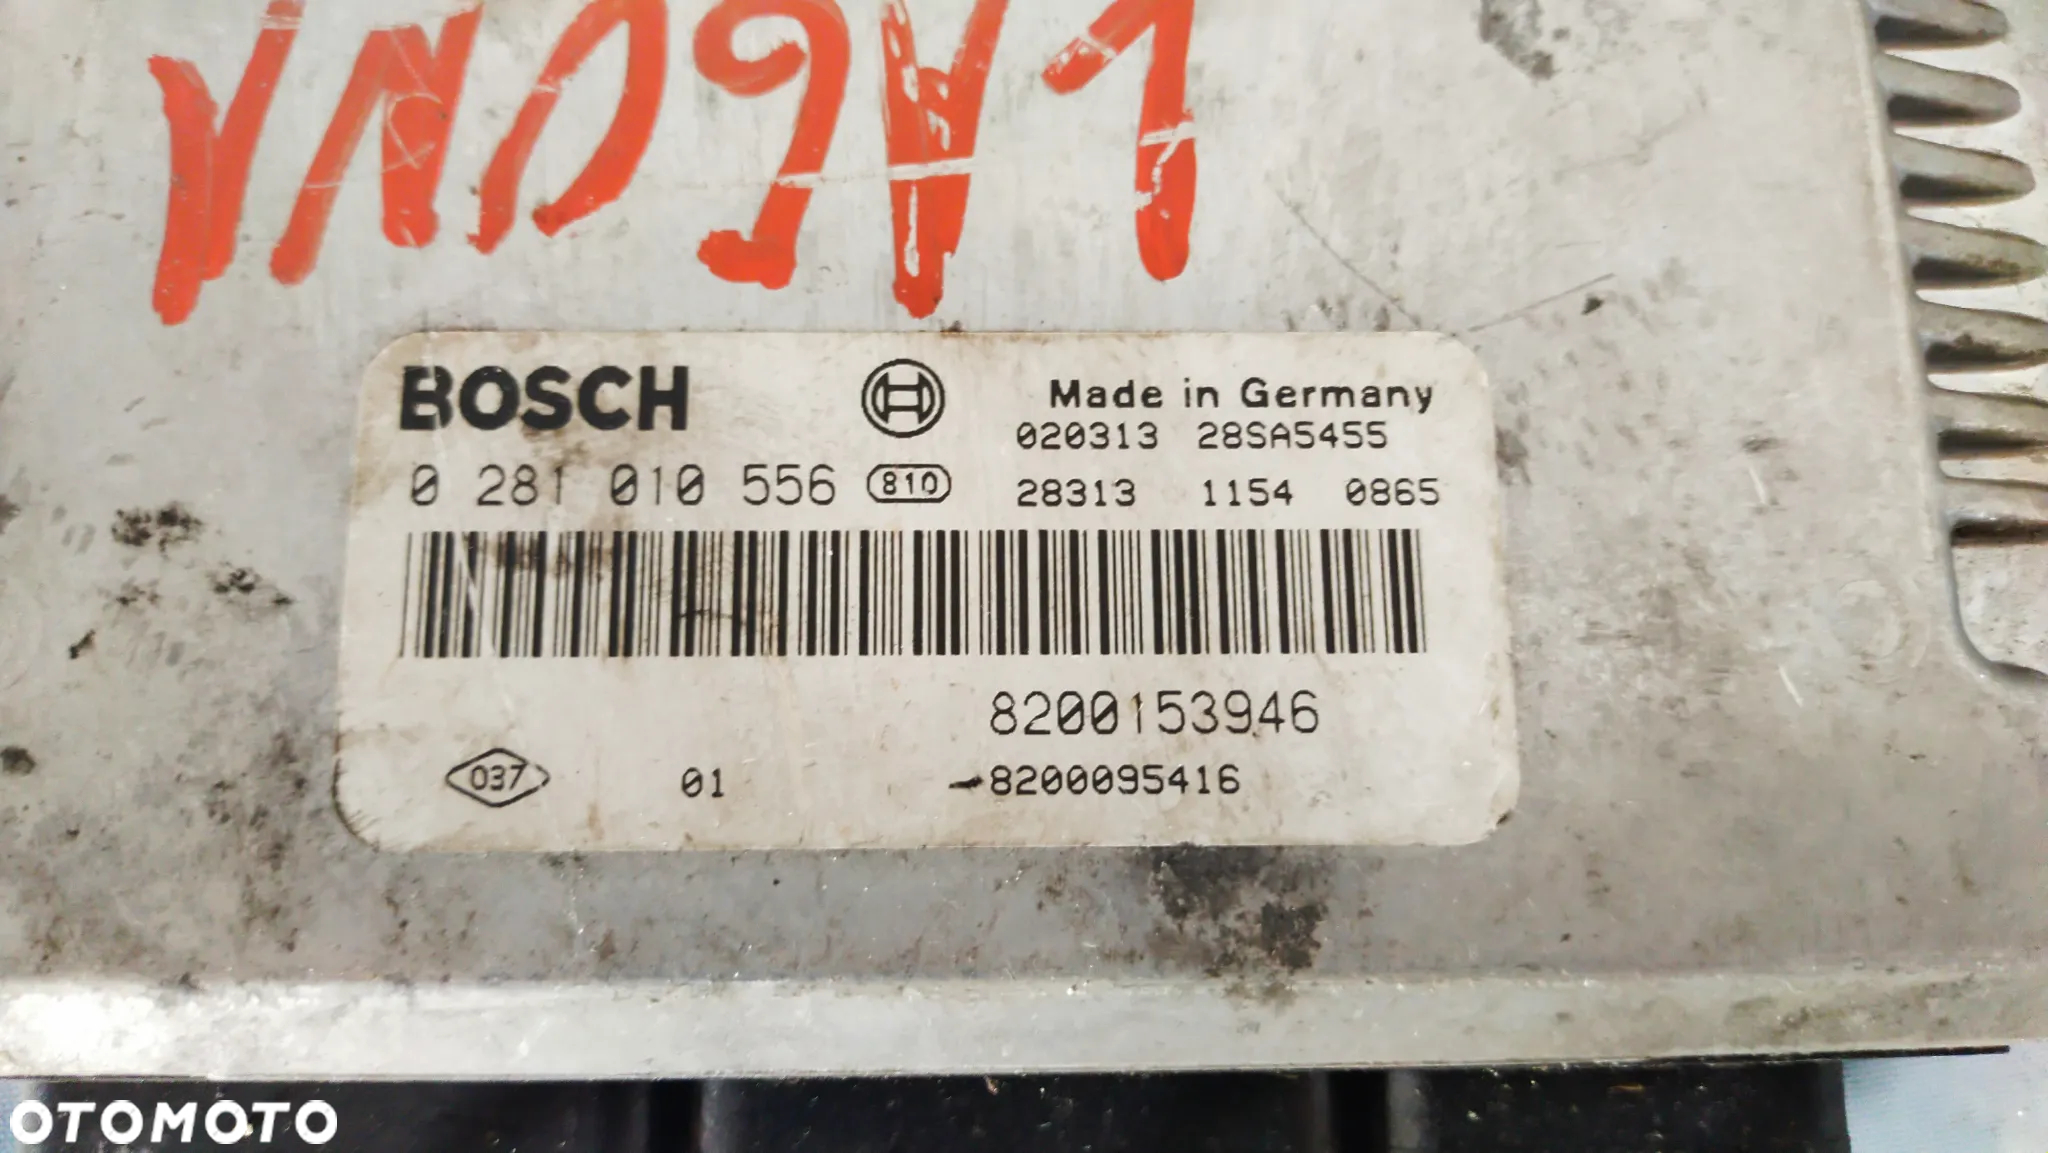 LAGUNA
BOSCH
Made in Germany
020313 28SA5455
0 281 010 556 810
28313 1154 0865
8200153946
037 01 8200095416
OTOMOTO